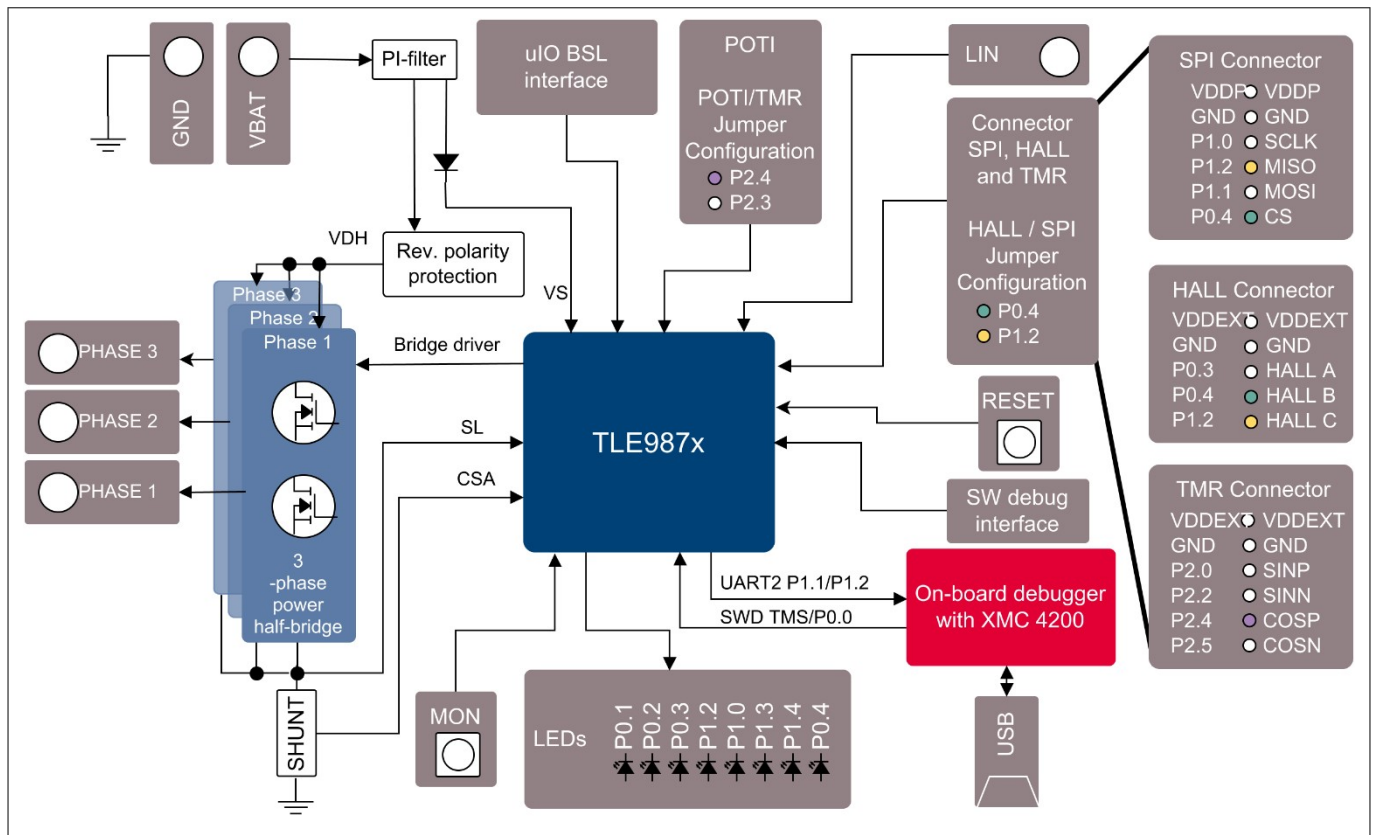 GND
VBAT
PI-filter
uIO BSL
interface
POTI
POTI/TMR
Jumper
Configuration
P2.4
P2.3
LIN
Connector
SPI, HALL
and TMR
HALL / SPI
Jumper
Configuration
P0.4
P1.2
SPI Connector
VDDP VDDP
GND GND
P1.0 SCLK
P1.2 MISO
P1.1 MOSI
P0.4 CS
HALL Connector
VDDEXT VDDEXT
GND GND
P0.3 HALL A
P0.4 HALL B
P1.2 HALL C
TMR Connector
VDDEXT VDDEXT
GND GND
P2.0 SINP
P2.2 SINN
P2.4 COSP
P2.5 COSN
VDH
Rev. polarity
protection
VS
Phase 3
Phase 2
Phase 1
PHASE 3
PHASE 2
PHASE 1
Bridge driver
SL
CSA
TLE987x
RESET
SW debug
interface
3
-phase
power
half-bridge
UART2 P1.1/P1.2
SWD TMS/P0.0
On-board debugger
with XMC 4200
SHUNT
MON
LEDs
P0.1
P0.2
P0.3
P1.2
P1.0
P1.3
P1.4
P0.4
USB